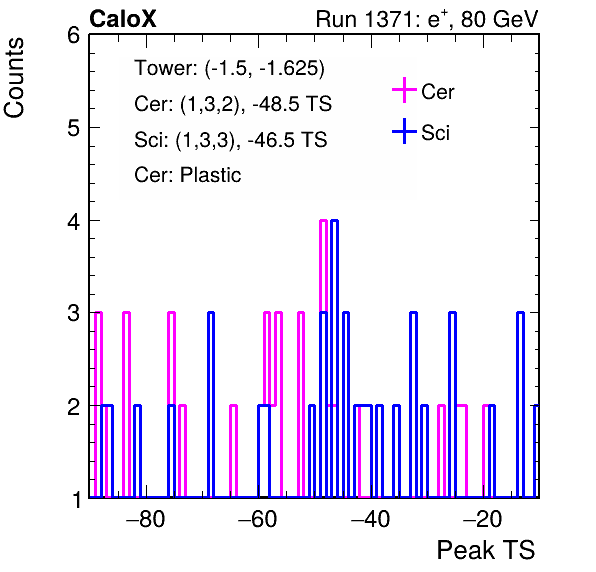 CaloX Run 1371: e+, 80 GeV
Counts
6
5
4
3
2
1
Tower: (-1.5, -1.625)
Cer: (1,3,2), -48.5 TS
Sci: (1,3,3), -46.5 TS
Cer: Plastic
Cer
Sci
−80 −60 −40 −20
Peak TS